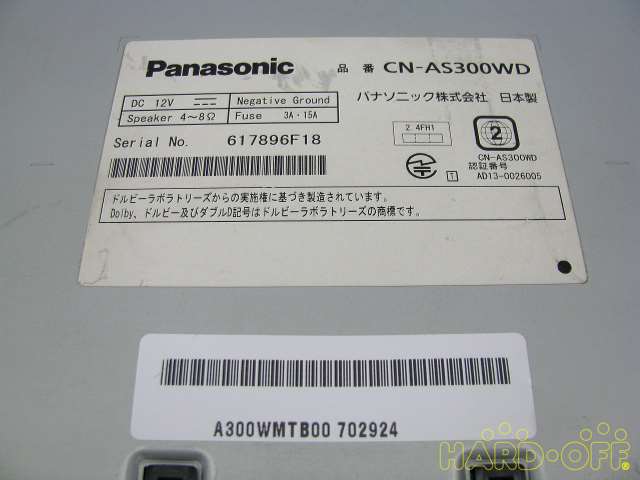 Panasonic 品 番 CN-AS300WD
DC 12V Negative Ground
Speaker 4～8Ω Fuse 3A・15A
パナソニック株式会社 日本製
Serial No. 617896F18
2.4FH1
2
CN-AS300WD
認証番号
T AD13-0026005
ドルビーラボラトリーズからの実施権に基づき製造されています.
Dolby、ドルビー及びダブルD記号はドルビーラボラトリーズの商標です.
A300WMTB00 702924
HARD-OFF